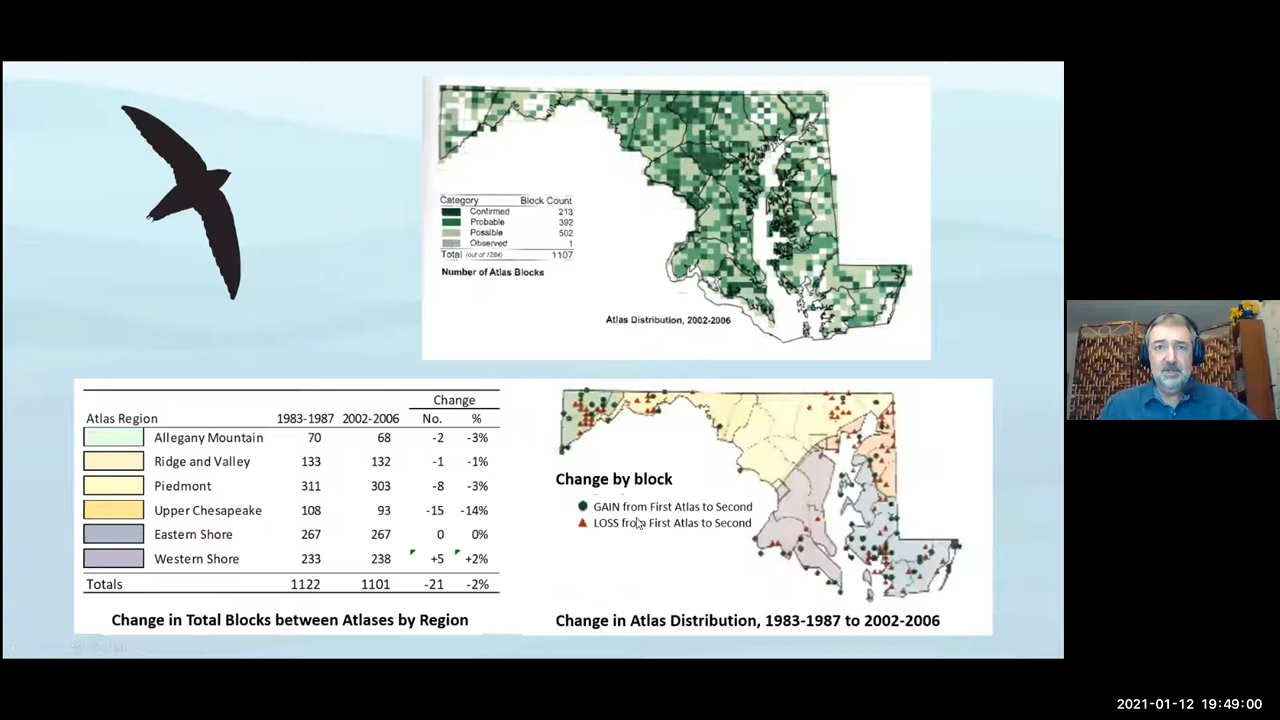 Category Block Count
Confirmed 213
Probable 392
Possible 502
Observed 1
Total (out of 1284) 1107
Number of Atlas Blocks
Atlas Distribution, 2002-2006
Change
Atlas Region 1983-1987 2002-2006 No. %
Allegany Mountain 70 68 -2 -3%
Ridge and Valley 133 132 -1 -1%
Piedmont 311 303 -8 -3%
Upper Chesapeake 108 93 -15 -14%
Eastern Shore 267 267 0 0%
Western Shore 233 238 +5 +2%
Totals 1122 1101 -21 -2%
Change in Total Blocks between Atlases by Region
Change by block
GAIN from First Atlas to Second
LOSS from First Atlas to Second
Change in Atlas Distribution, 1983-1987 to 2002-2006
2021-01-12 19:49:00